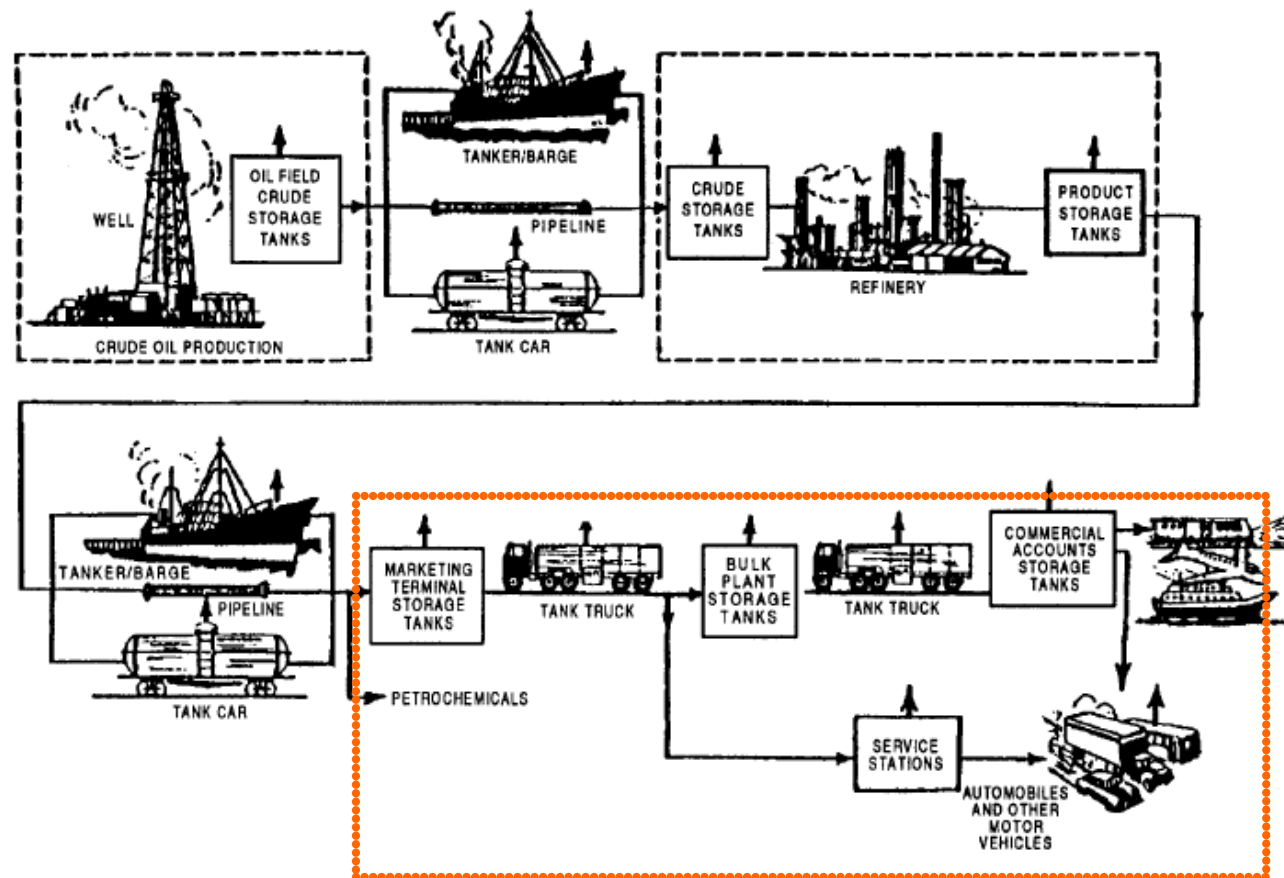 TANKER/BARGE
WELL
OIL FIELD
CRUDE
STORAGE
TANKS
PIPELINE
CRUDE
STORAGE
TANKS
PRODUCT
STORAGE
TANKS
REFINERY
CRUDE OIL PRODUCTION
TANK CAR
TANKER/BARGE
PIPELINE
TANK CAR
MARKETING
TERMINAL
STORAGE
TANKS
TANK TRUCK
BULK
PLANT
STORAGE
TANKS
TANK TRUCK
COMMERCIAL
ACCOUNTS
STORAGE
TANKS
PETROCHEMICALS
SERVICE
STATIONS
AUTOMOBILES
AND OTHER
MOTOR
VEHICLES